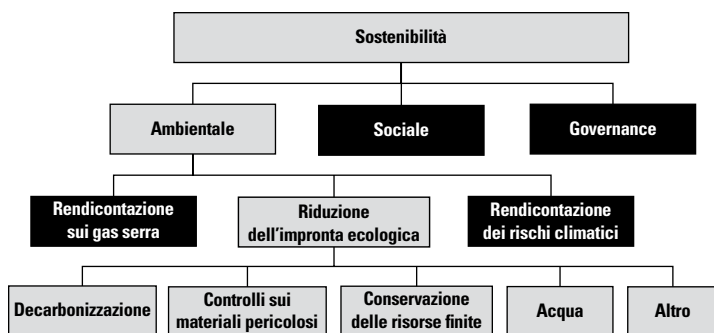 Sostenibilità
Ambientale
Sociale
Governance
Rendicontazione
sui gas serra
Riduzione
dell'impronta ecologica
Rendicontazione
dei rischi climatici
Decarbonizzazione
Controlli sui
materiali pericolosi
Conservazione
delle risorse finite
Acqua
Altro